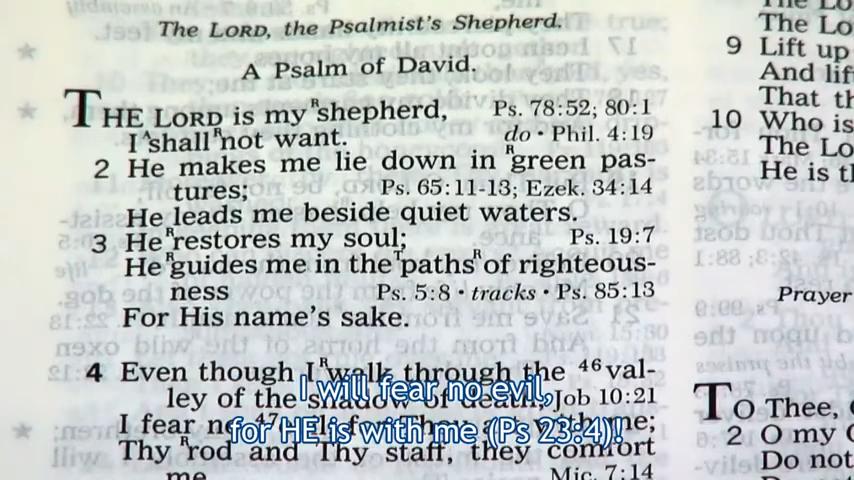 The LORD, the Psalmist's Shepherd.
A Psalm of David.
THE LORD is my R shepherd, Ps. 78:52; 80:1
I A shall R not want. do · Phil. 4:19
2 He makes me lie down in R green pas-
tures; Ps. 65:11-13; Ezek. 34:14
He leads me beside quiet waters.
3 He R restores my soul; Ps. 19:7
He R guides me in the T paths R of righteous-
ness Ps. 5:8 · tracks · Ps. 85:13
For His name's sake.
4 Even though I R walk through the 46 val-
ley of the shadow of death, Job 10:21
I fear no 47
Thy R rod and Thy staff, they comfort
me. Mic. 7:14
I will fear no evil,
for HE is with me (Ps 23:4)!
The Lo
9 Lift up
And lif
That th
10 Who is
The Lo
He is th
Prayer
TO Thee,
2 O my
Do not